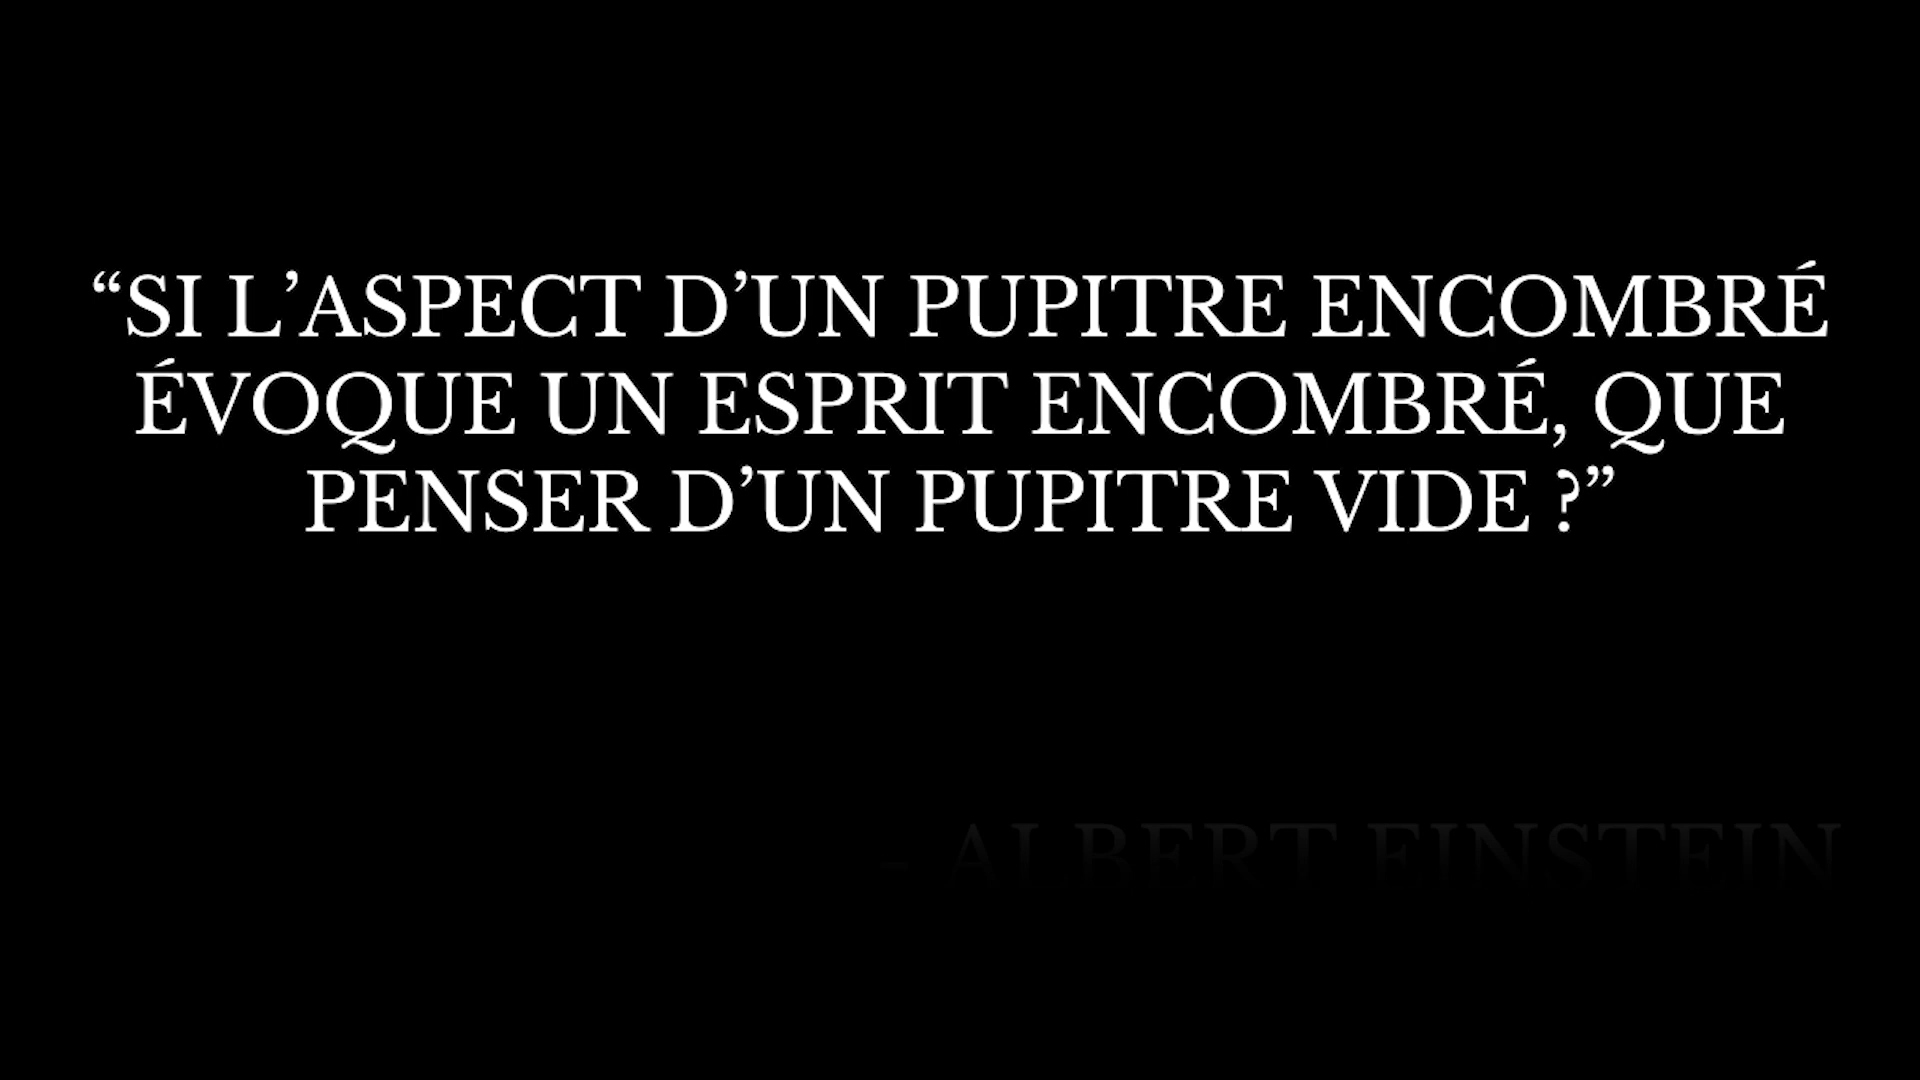 “SI L’ASPECT D’UN PUPITRE ENCOMBRÉ
ÉVOQUE UN ESPRIT ENCOMBRÉ, QUE
PENSER D’UN PUPITRE VIDE ?”
- ALBERT EINSTEIN